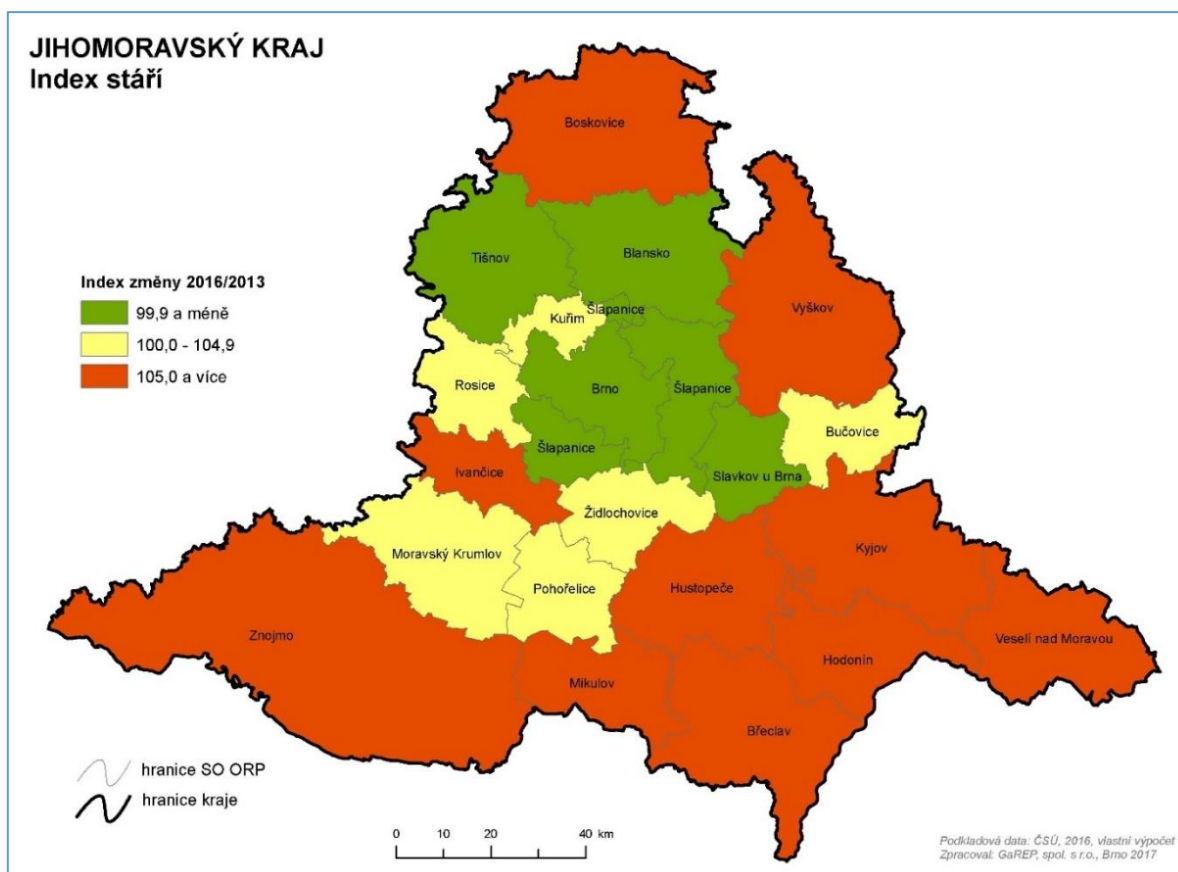 JIHOMORAVSKÝ KRAJ
Index stáří
Boskovice
Tišnov
Blansko
Index změny 2016/2013
99,9 a méně
100,0 - 104,9
105,0 a více
Šlapanice
Kuřim
Vyškov
Rosice
Brno
Šlapanice
Bučovice
Šlapanice
Ivančice
Slavkov u Brna
Židlochovice
Moravský Krumlov
Kyjov
Pohořelice
Hustopeče
Znojmo
Veselí nad Moravou
Hodonín
Mikulov
Břeclav
hranice SO ORP
hranice kraje
0 10 20 40 km
Podkladová data: ČSÚ, 2016, vlastní výpočet
Zpracoval: GaREP, spol. s r.o., Brno 2017